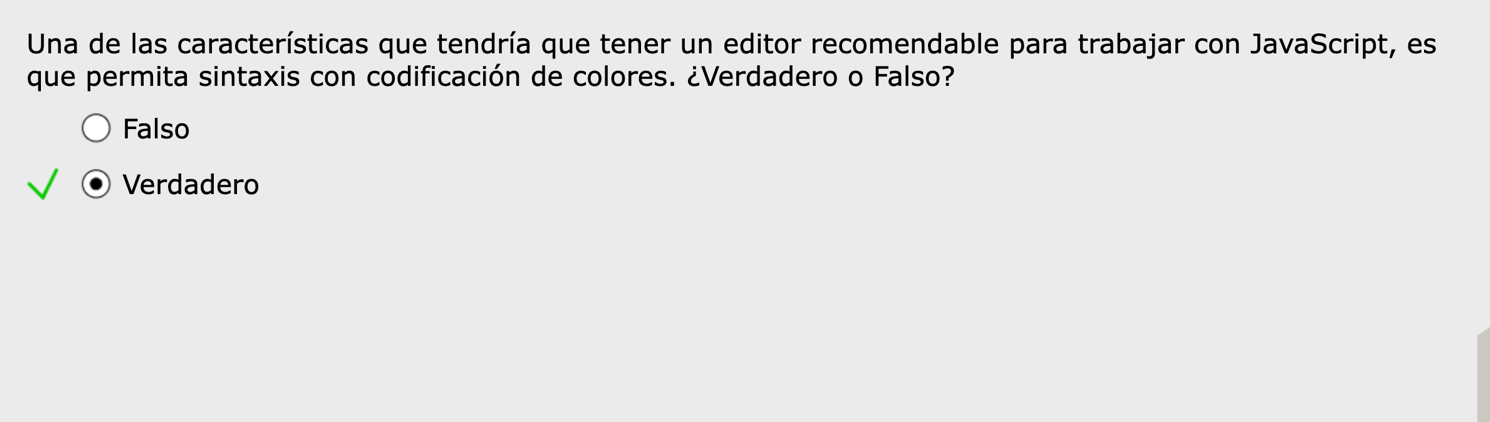 Una de las características que tendría que tener un editor recomendable para trabajar con JavaScript, es
que permita sintaxis con codificación de colores. ¿Verdadero o Falso?
Falso
Verdadero